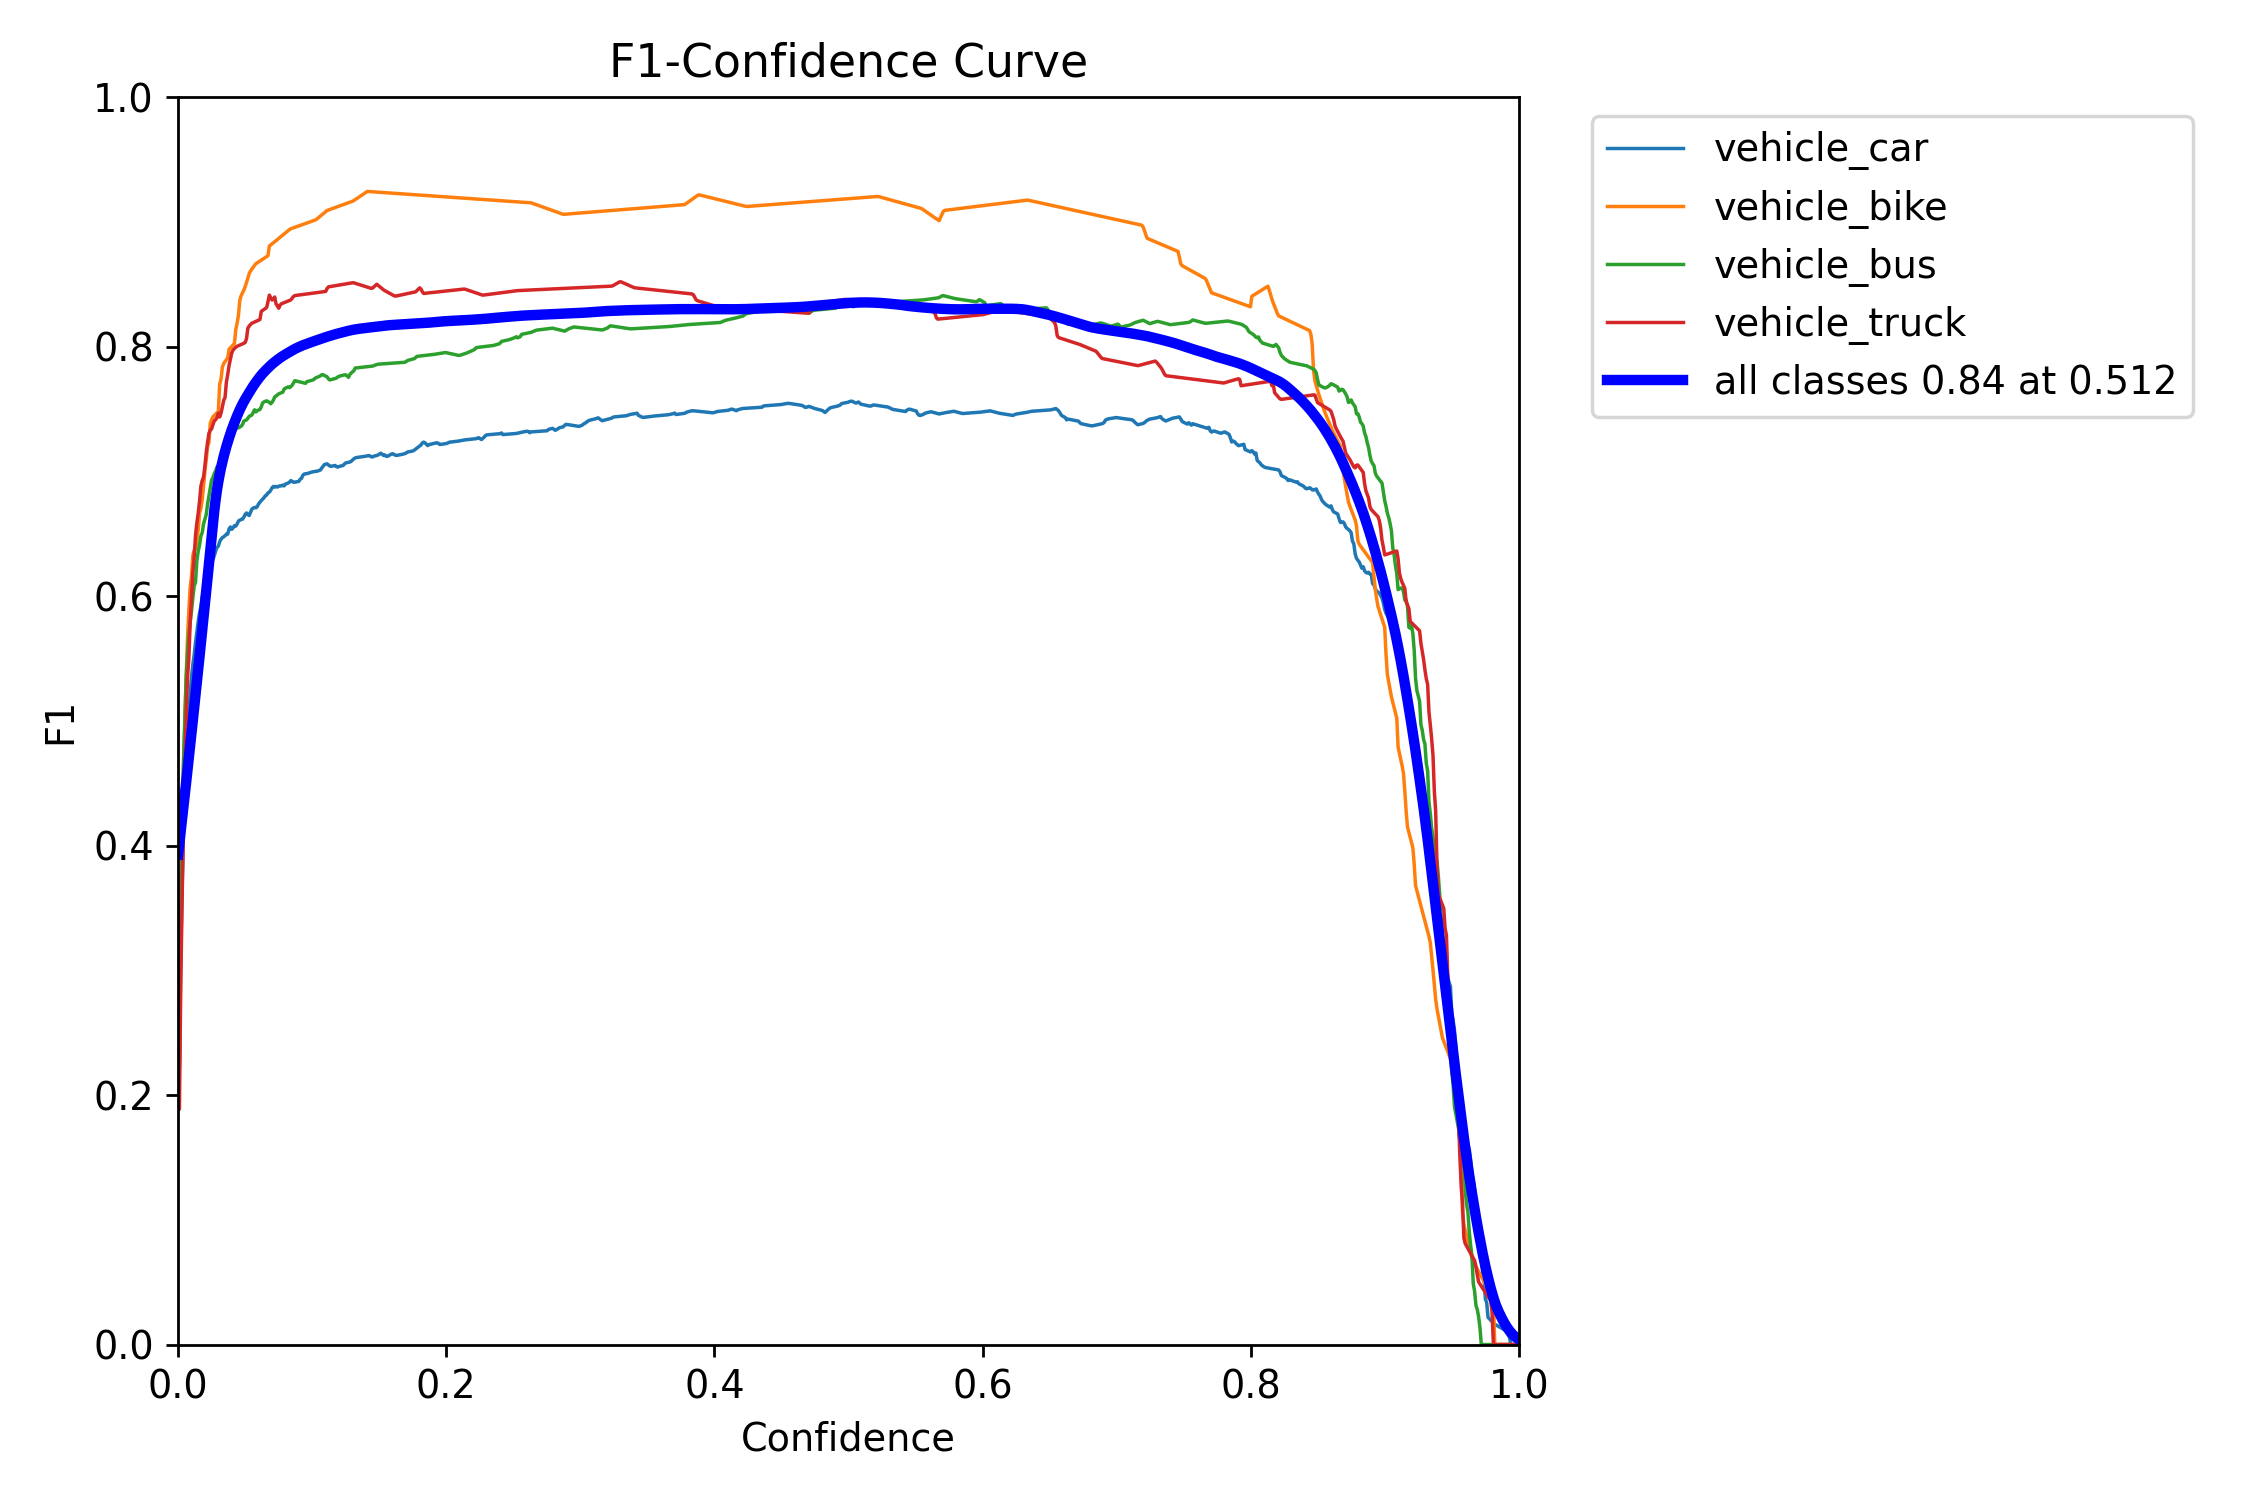 F1-Confidence Curve
1.0
0.8
0.6
0.4
0.2
0.0
F1
0.0 0.2 0.4 0.6 0.8 1.0
Confidence
vehicle_car
vehicle_bike
vehicle_bus
vehicle_truck
all classes 0.84 at 0.512